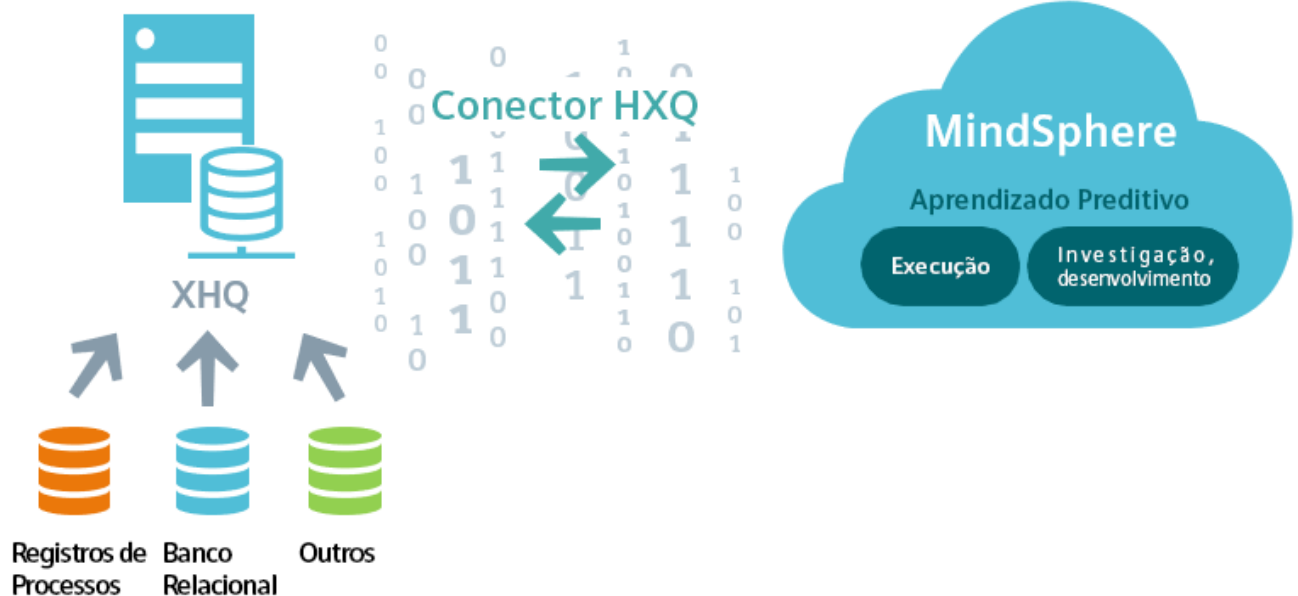 Conector HXQ
MindSphere
Aprendizado Preditivo
Execução
Investigação,
desenvolvimento
XHQ
Registros de
Processos
Banco
Relacional
Outros